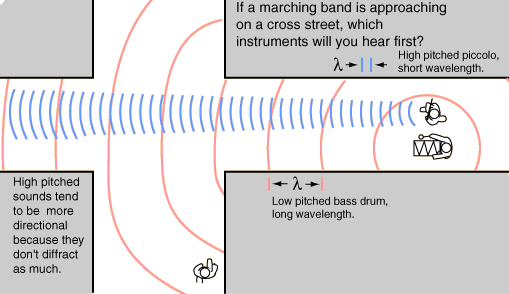 If a marching band is approaching
on a cross street, which
instruments will you hear first?
λ
High pitched piccolo,
short wavelength.
λ
Low pitched bass drum,
long wavelength.
High pitched
sounds tend
to be more
directional
because they
don't diffract
as much.